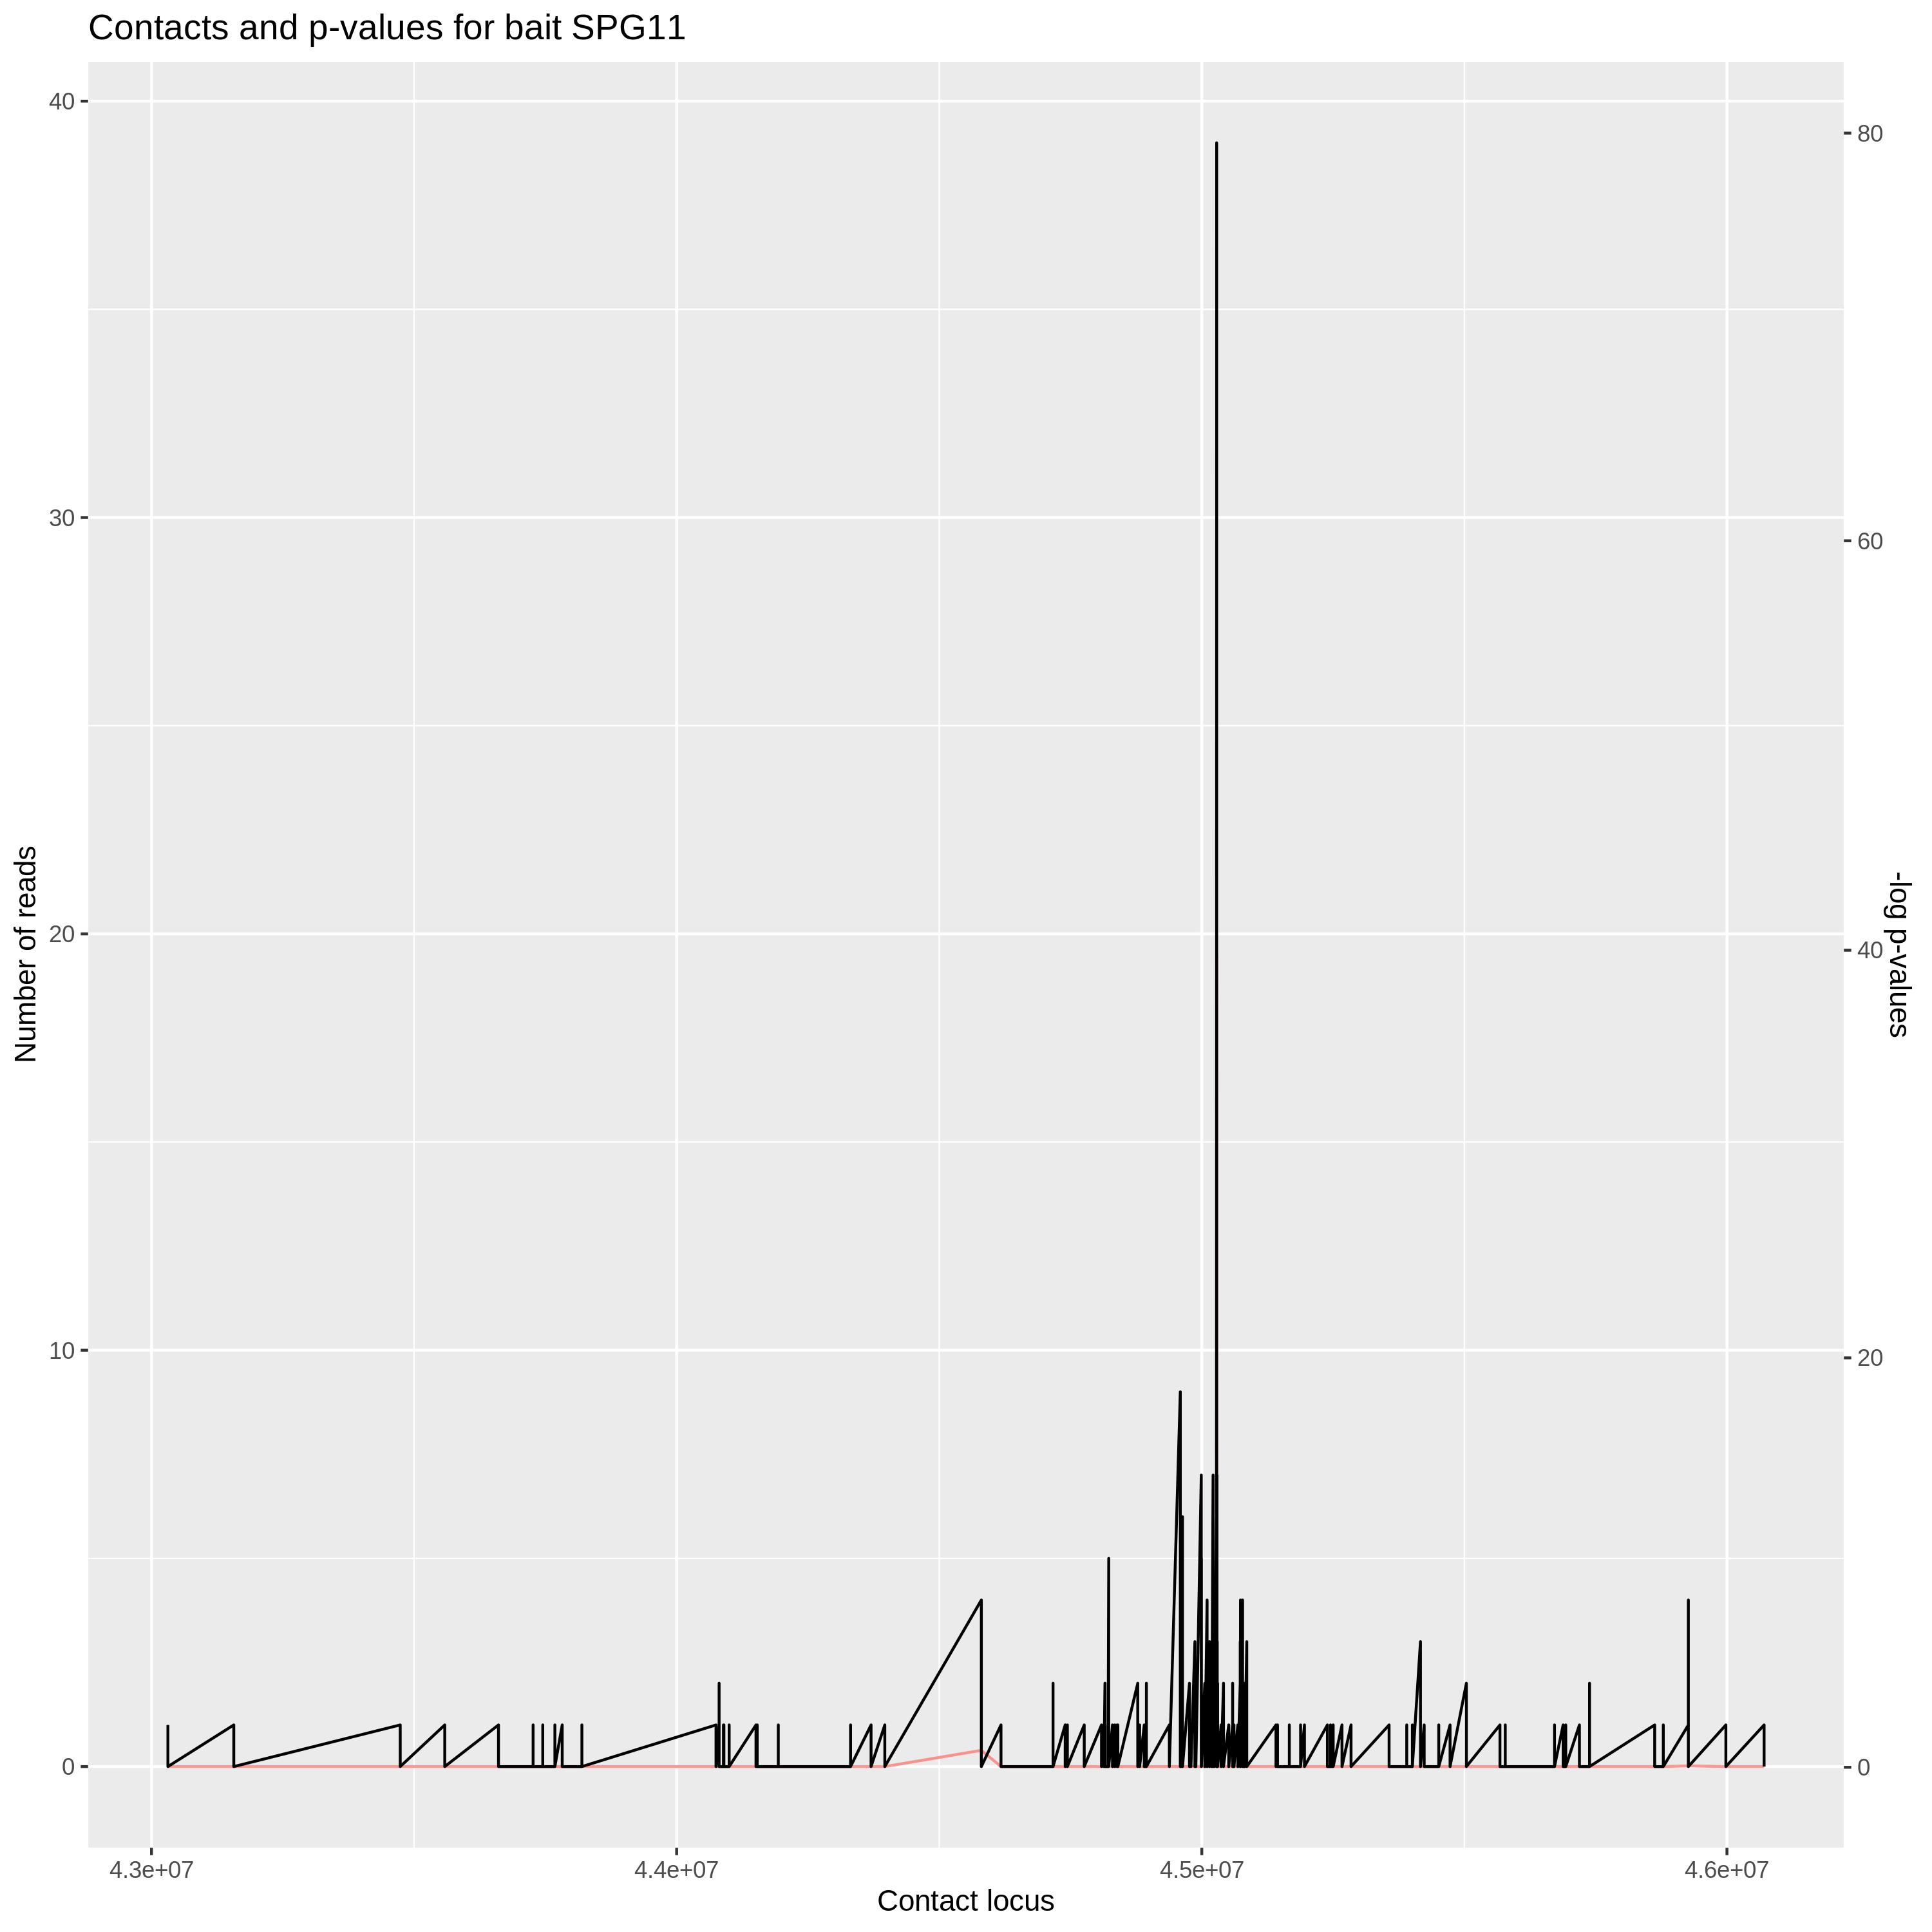 Contacts and p-values for bait SPG11
40
30
20
10
0
Number of reads
80
60
40
20
0
-log p-values
4.3e+07
4.4e+07
4.5e+07
4.6e+07
Contact locus